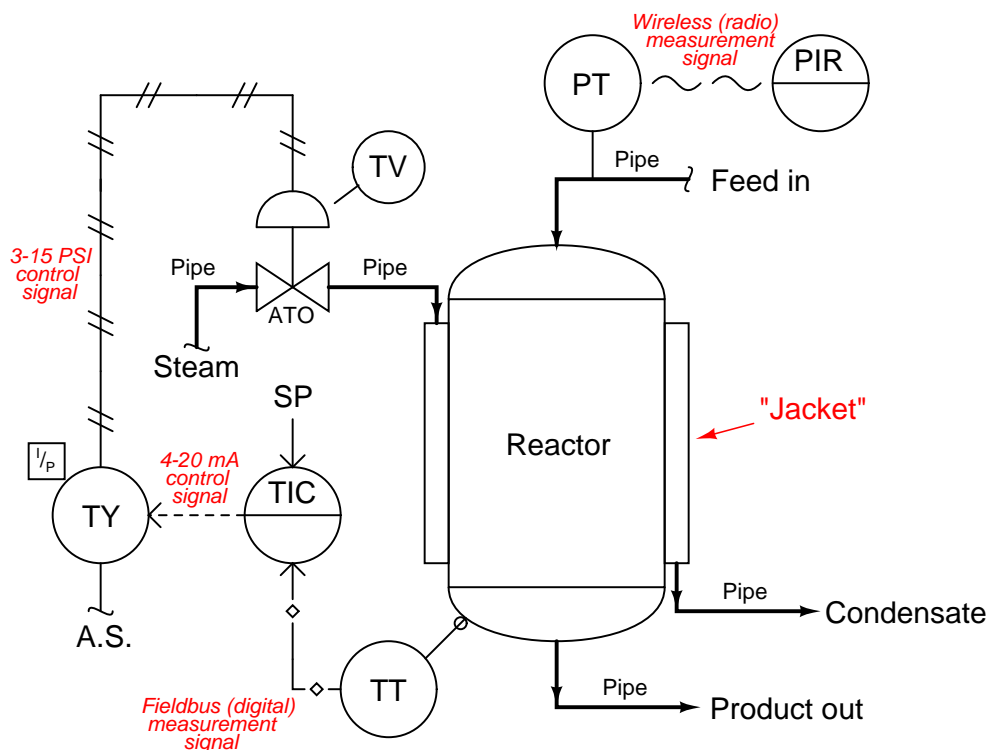 Wireless (radio)
measurement
signal
PT
PIR
Pipe
Feed in
TV
3-15 PSI
control
signal
Pipe
Pipe
ATO
Steam
SP
"Jacket"
Reactor
I/P
4-20 mA
control
signal
TIC
TY
A.S.
Pipe
Condensate
TT
Pipe
Product out
Fieldbus (digital)
measurement
signal